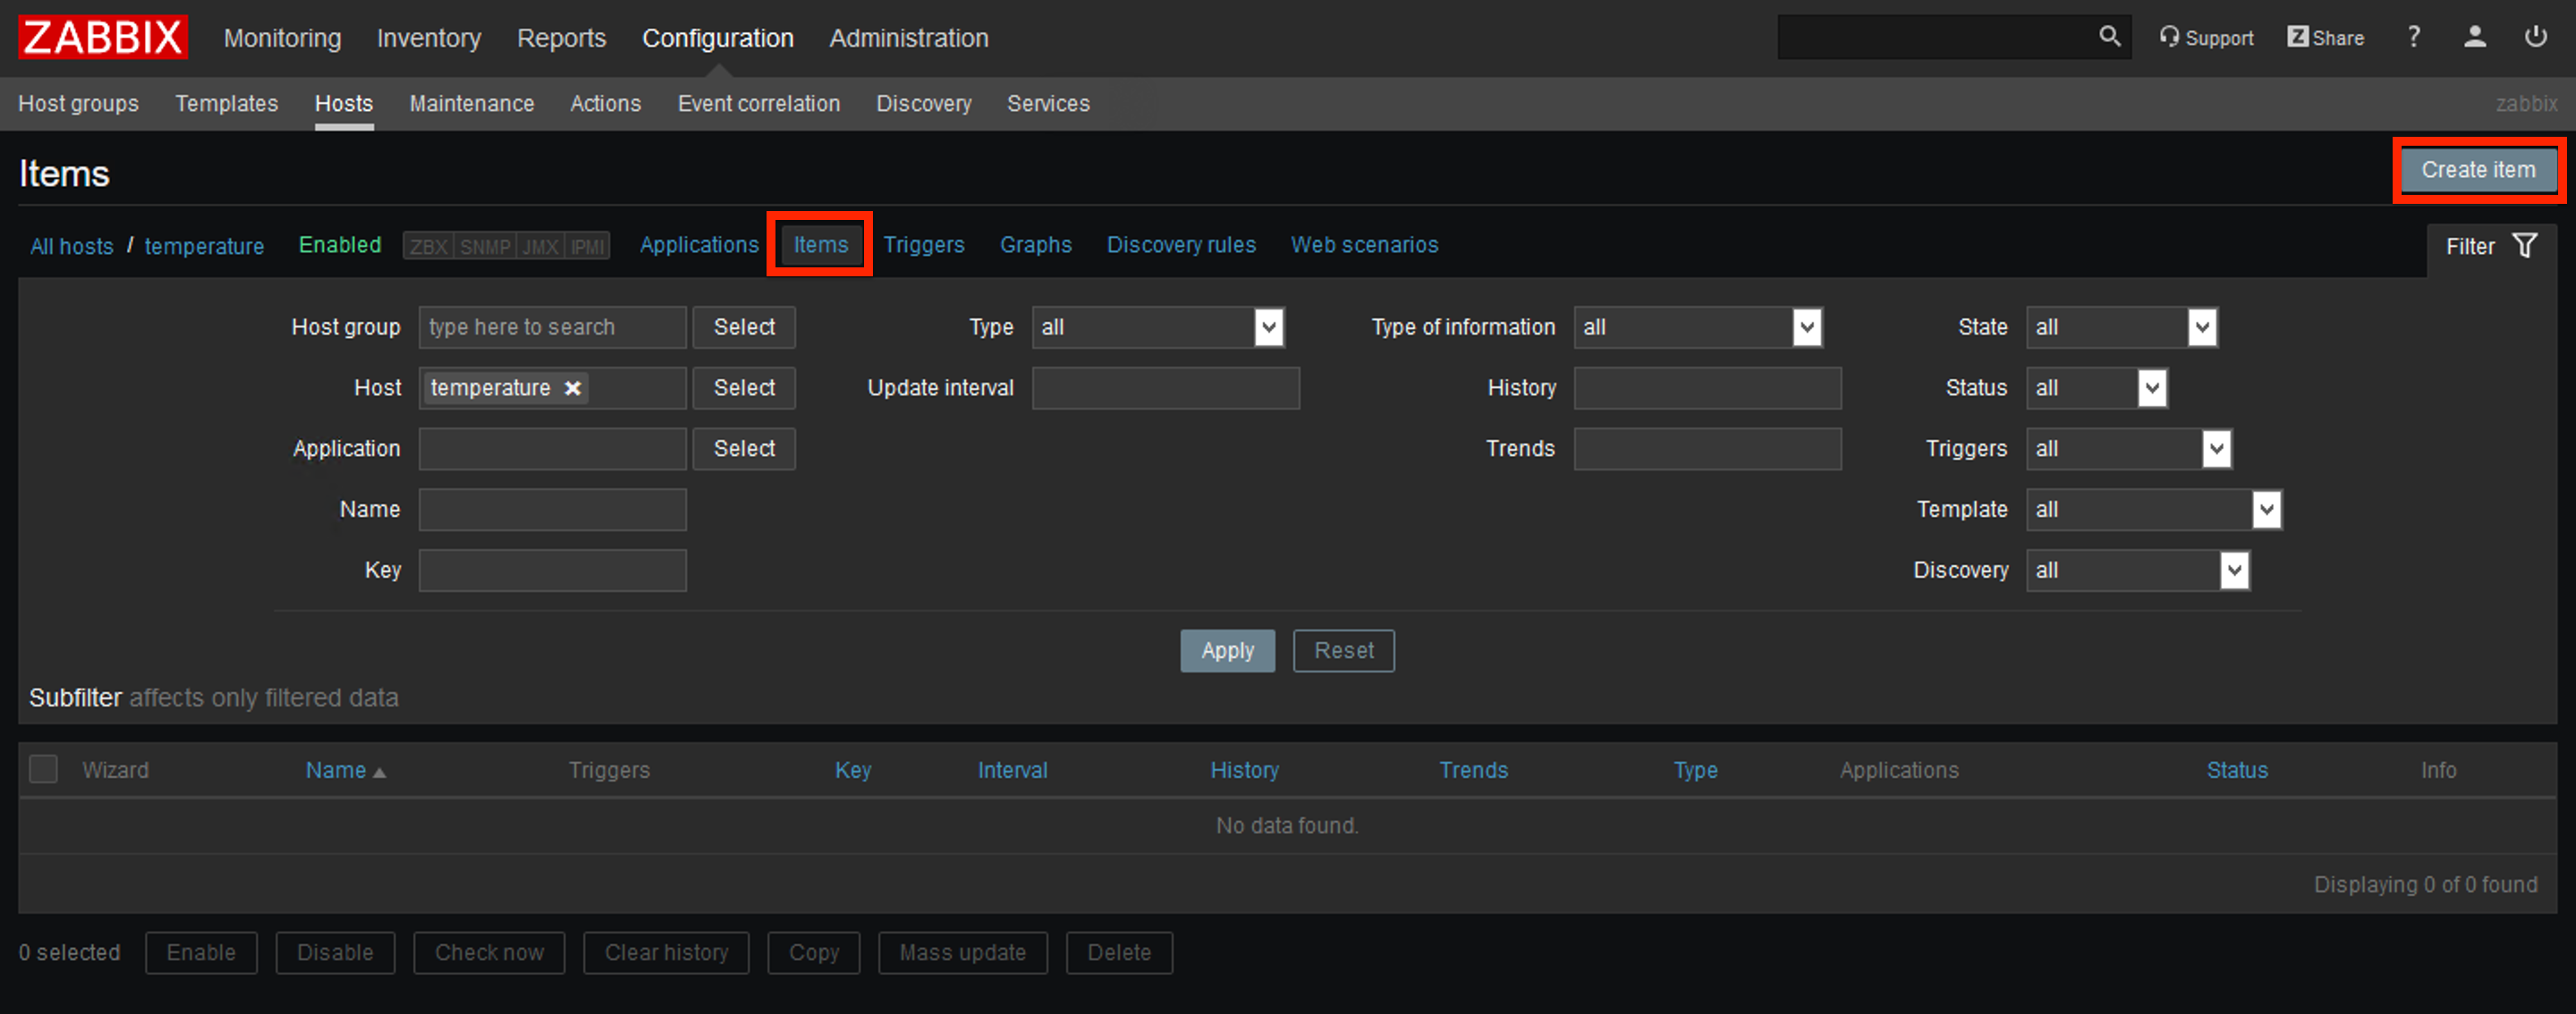 ZABBIX Monitoring Inventory Reports Configuration Administration Support Z Share ?
Host groups Templates Hosts Maintenance Actions Event correlation Discovery Services zabbix
Items Create item
All hosts / temperature Enabled ZBX SNMP JMX IPMI Applications Items Triggers Graphs Discovery rules Web scenarios Filter
Host group type here to search Select Type all Type of information all State all
Host temperature Select Update interval History Status all
Application Select Trends Triggers all
Name Template all
Key Discovery all
Apply Reset
Subfilter affects only filtered data
Wizard Name Triggers Key Interval History Trends Type Applications Status Info
No data found.
Displaying 0 of 0 found
0 selected Enable Disable Check now Clear history Copy Mass update Delete